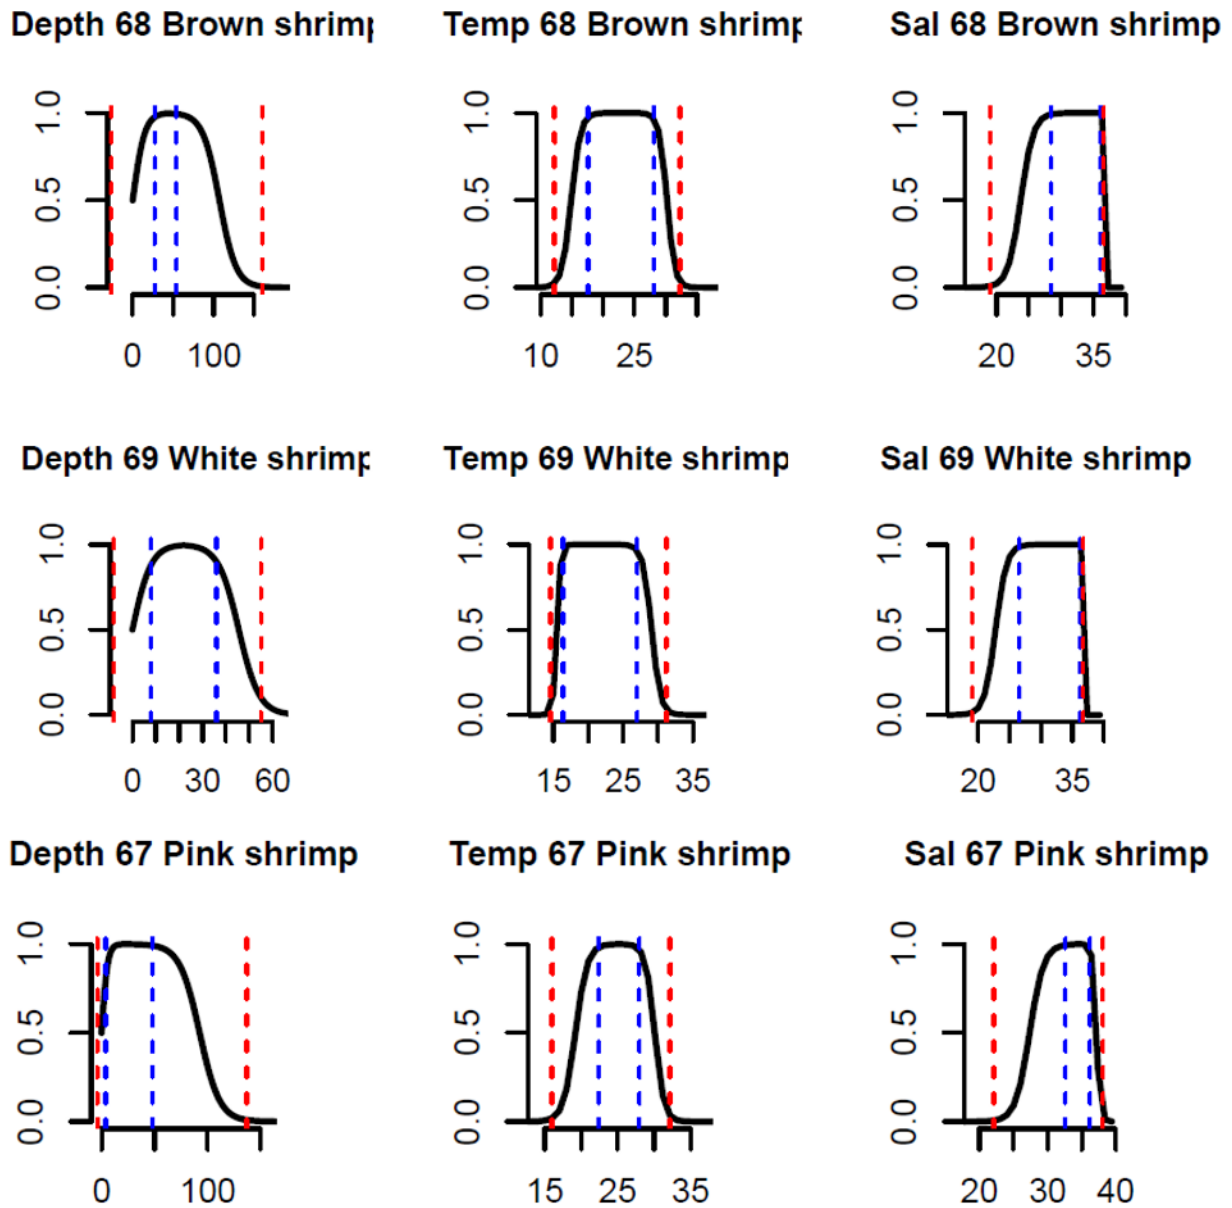 Depth 68 Brown shrimp
Temp 68 Brown shrimp
Sal 68 Brown shrimp
1.0
0.5
0.0
0 100
1.0
0.5
0.0
10 25
1.0
0.5
0.0
20 35
Depth 69 White shrimp
Temp 69 White shrimp
Sal 69 White shrimp
1.0
0.5
0.0
0 30 60
1.0
0.5
0.0
15 25 35
1.0
0.5
0.0
20 35
Depth 67 Pink shrimp
Temp 67 Pink shrimp
Sal 67 Pink shrimp
1.0
0.5
0.0
0 100
1.0
0.5
0.0
15 25 35
1.0
0.5
0.0
20 30 40